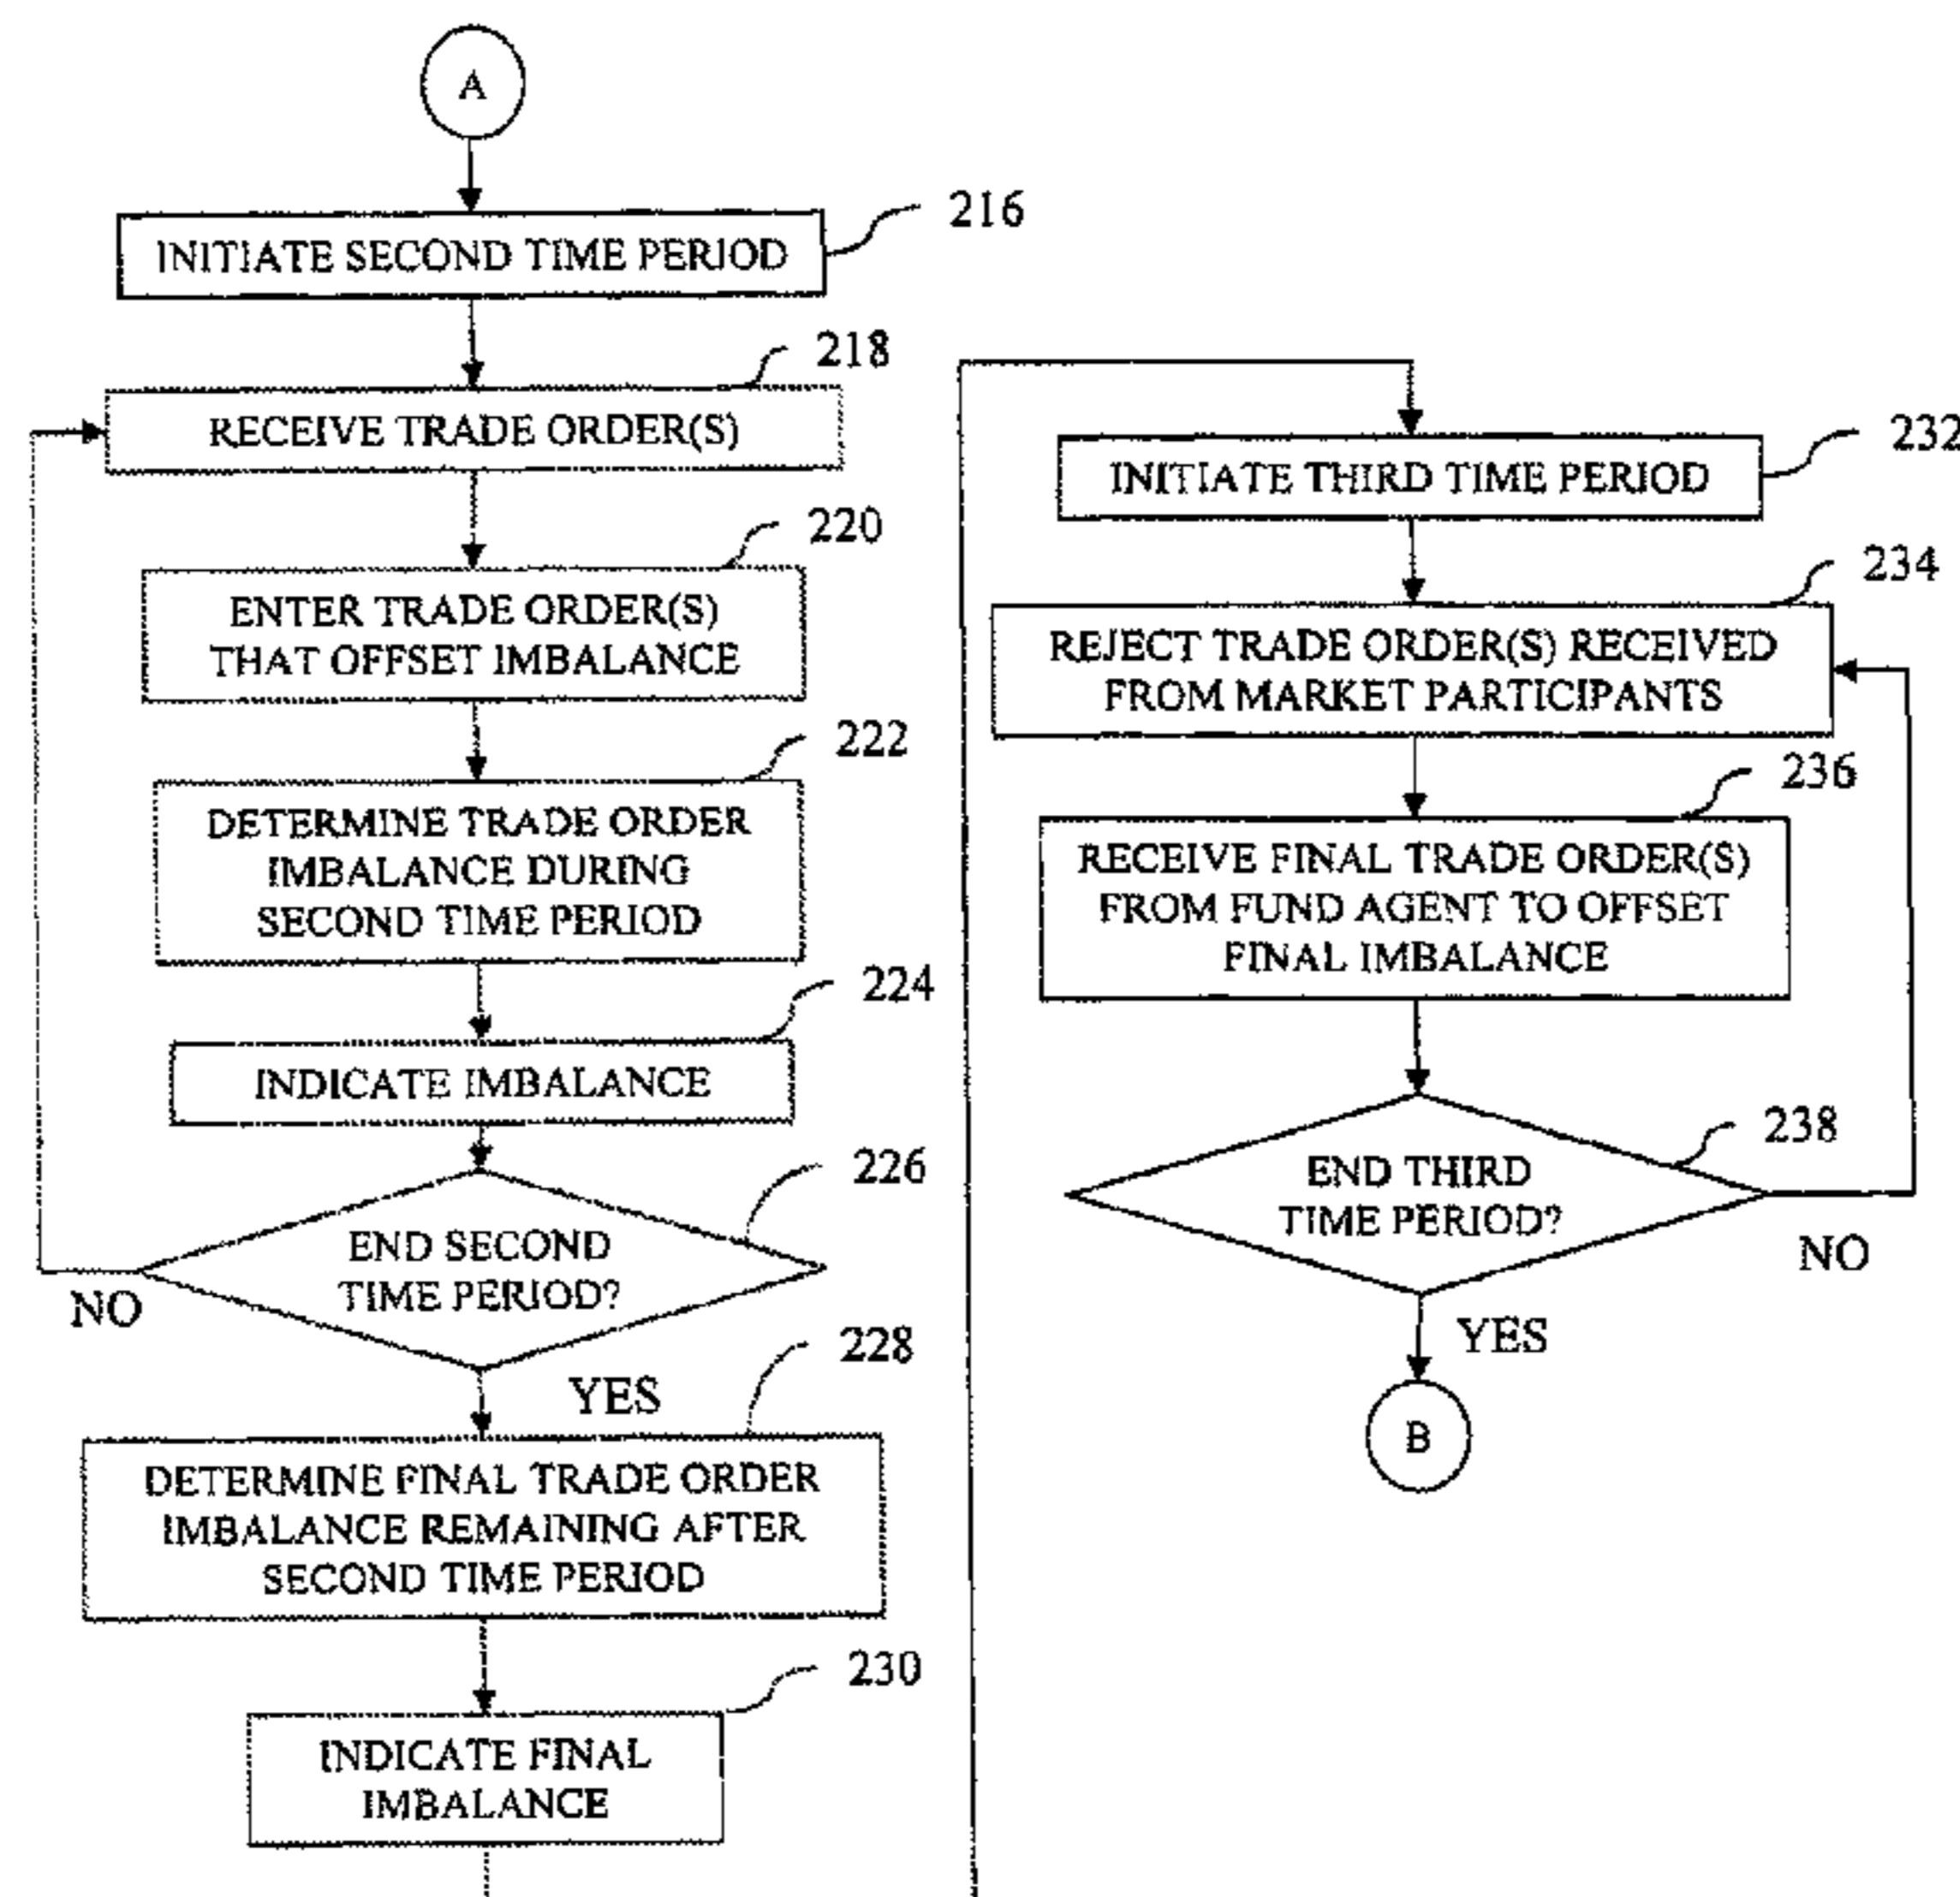 A
216
INITIATE SECOND TIME PERIOD
218
RECEIVE TRADE ORDER(S)
220
ENTER TRADE ORDER(S)
THAT OFFSET IMBALANCE
222
DETERMINE TRADE ORDER
IMBALANCE DURING
SECOND TIME PERIOD
224
INDICATE IMBALANCE
226
END SECOND
TIME PERIOD?
NO
YES
228
DETERMINE FINAL TRADE ORDER
IMBALANCE REMAINING AFTER
SECOND TIME PERIOD
230
INDICATE FINAL
IMBALANCE
232
INITIATE THIRD TIME PERIOD
234
REJECT TRADE ORDER(S) RECEIVED
FROM MARKET PARTICIPANTS
236
RECEIVE FINAL TRADE ORDER(S)
FROM FUND AGENT TO OFFSET
FINAL IMBALANCE
238
END THIRD
TIME PERIOD?
NO
YES
B